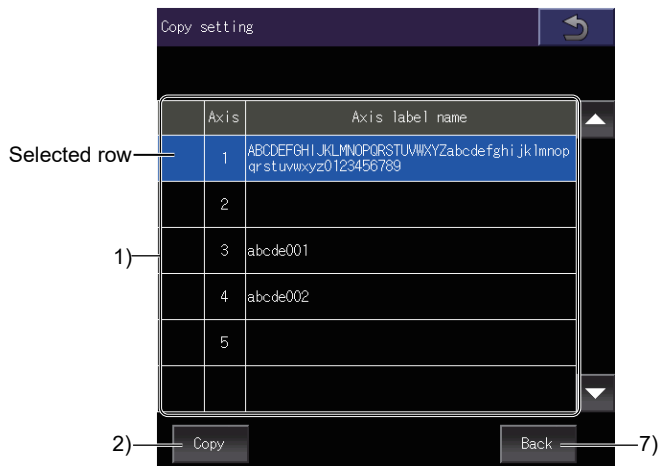 Copy setting
Axis Axis label name
Selected row
1 ABCDEFGHIJKLMNOPQRSTUVWXYZabcdefghijklmnop
qrstuvwxyz0123456789
2
1)
3 abcde001
4 abcde002
5
2) Copy Back 7)